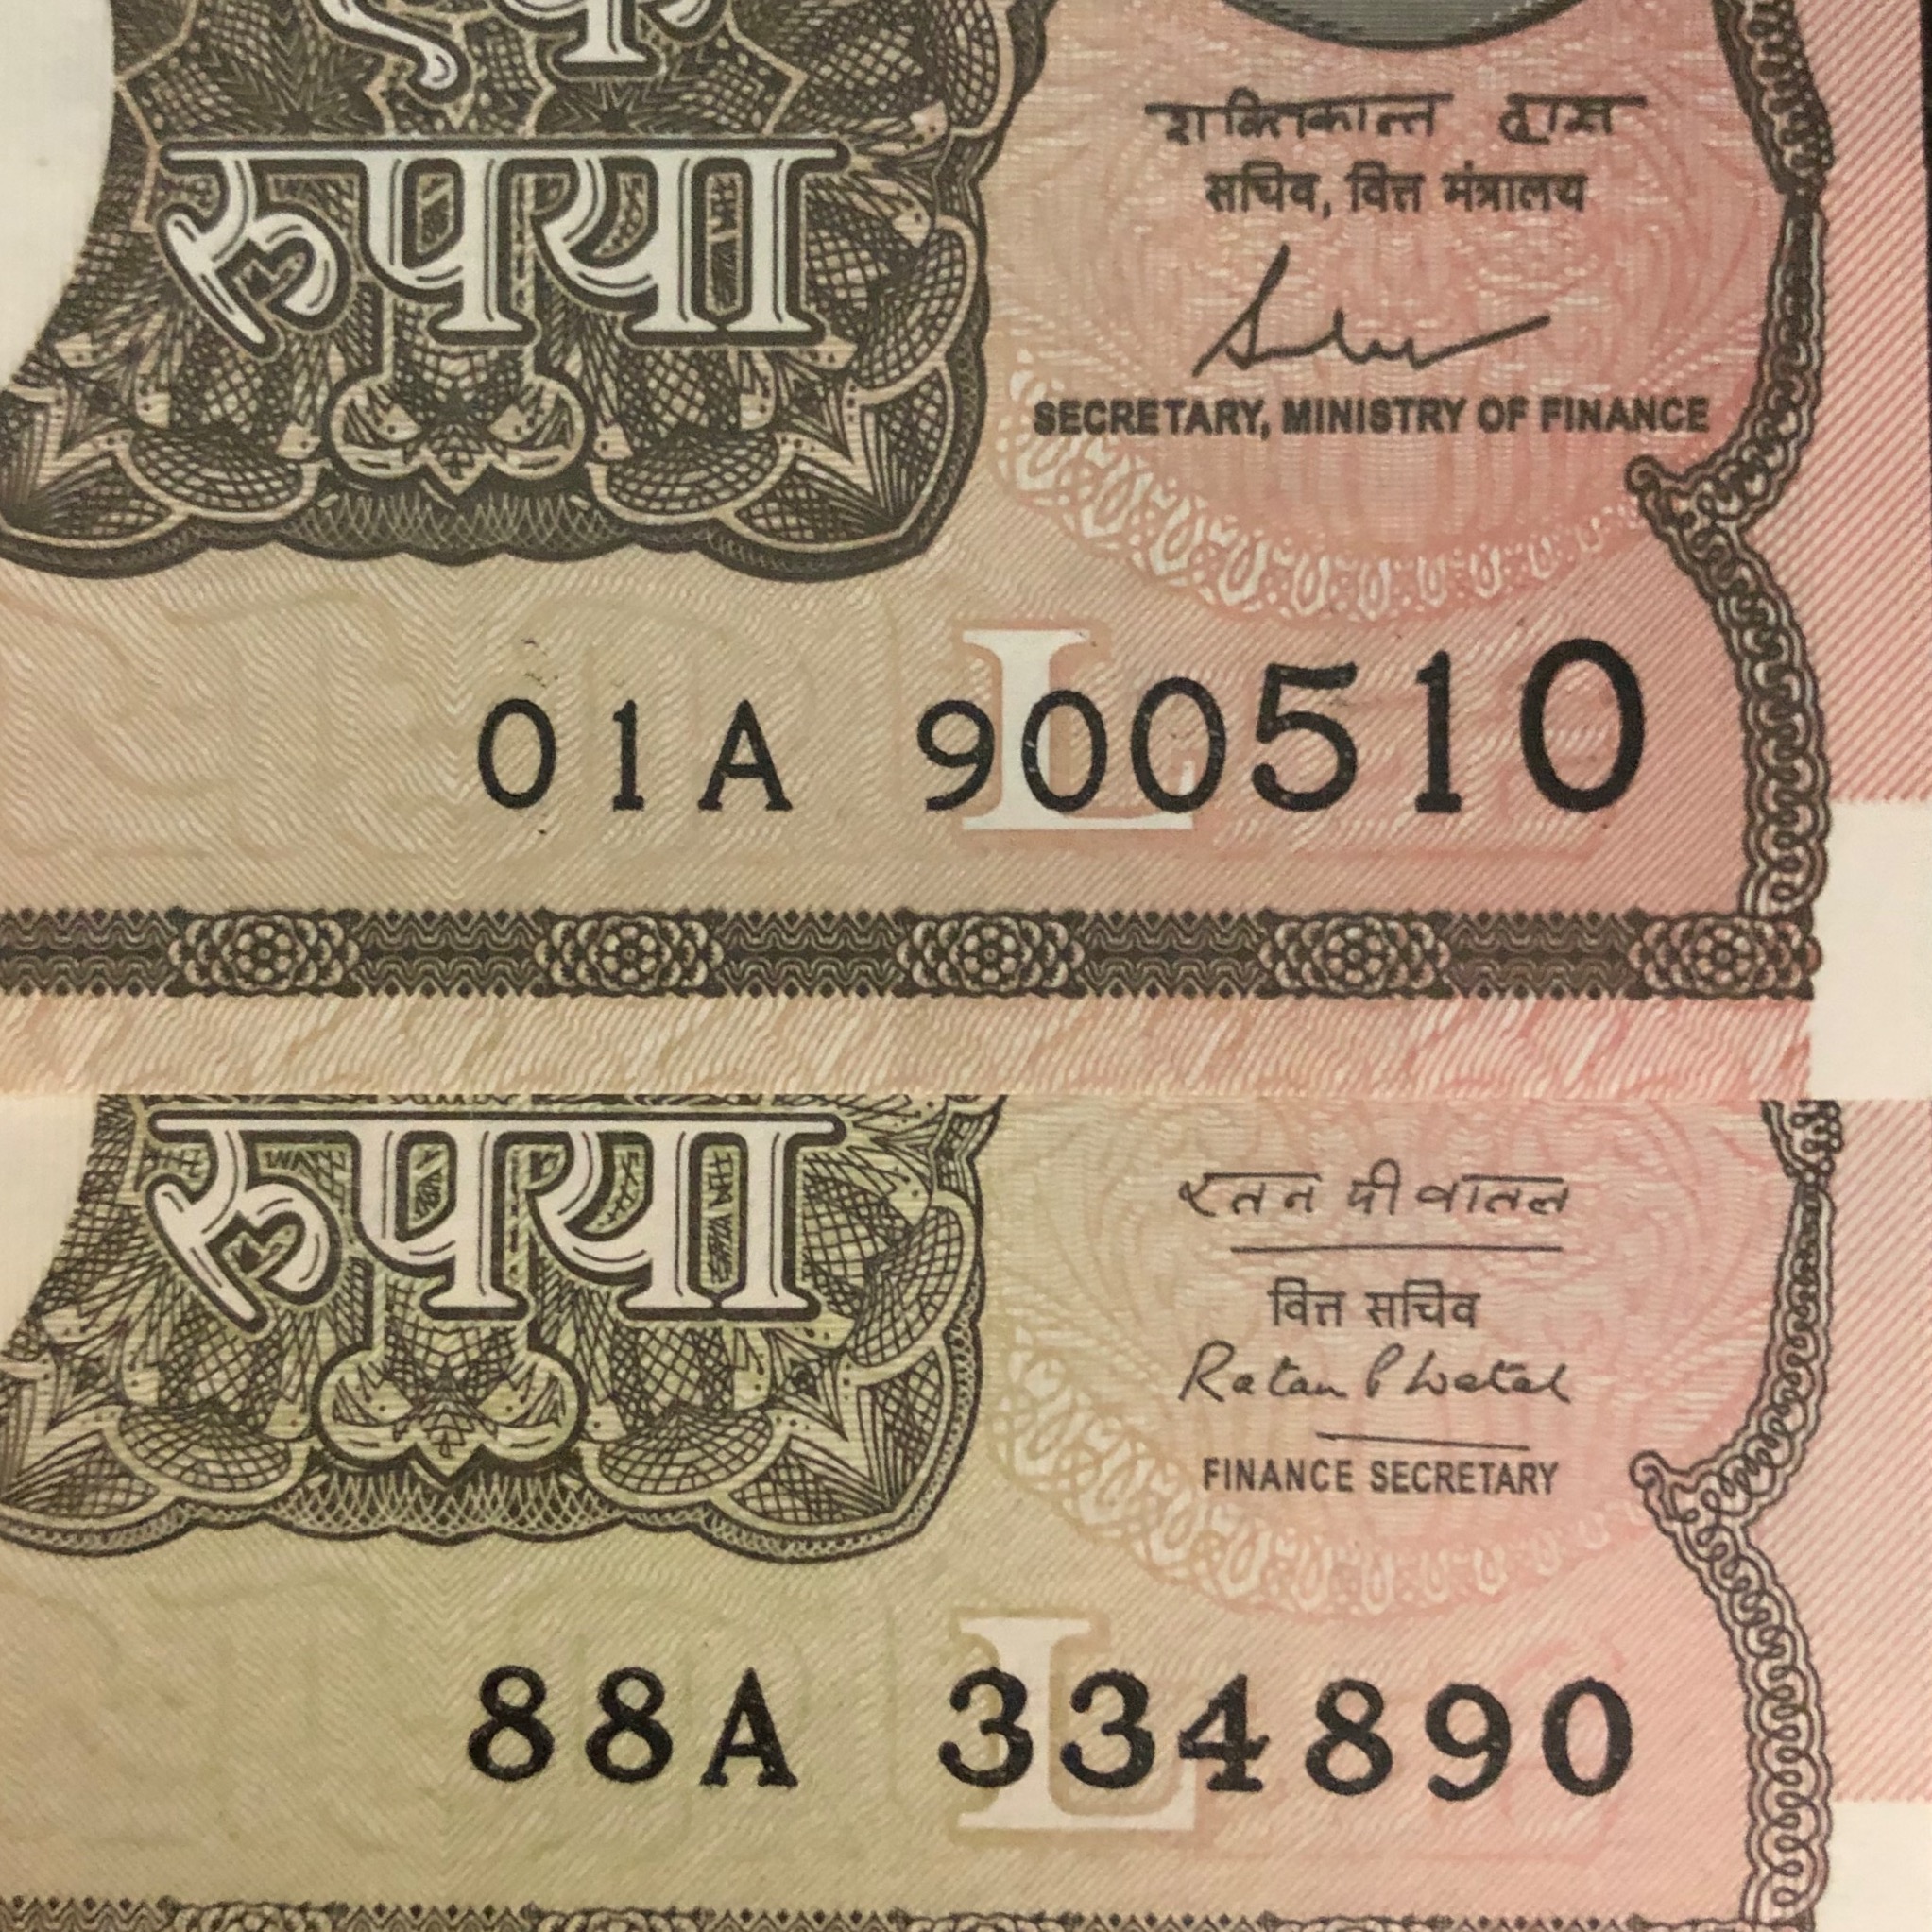 एक
रुपया
शक्तिकान्त दास
सचिव, वित्त मंत्रालय
SECRETARY, MINISTRY OF FINANCE
L
01A 900510
रुपया
रतन पी वातल
वित्त सचिव
Ratan P Watal
FINANCE SECRETARY
L
88A 334890